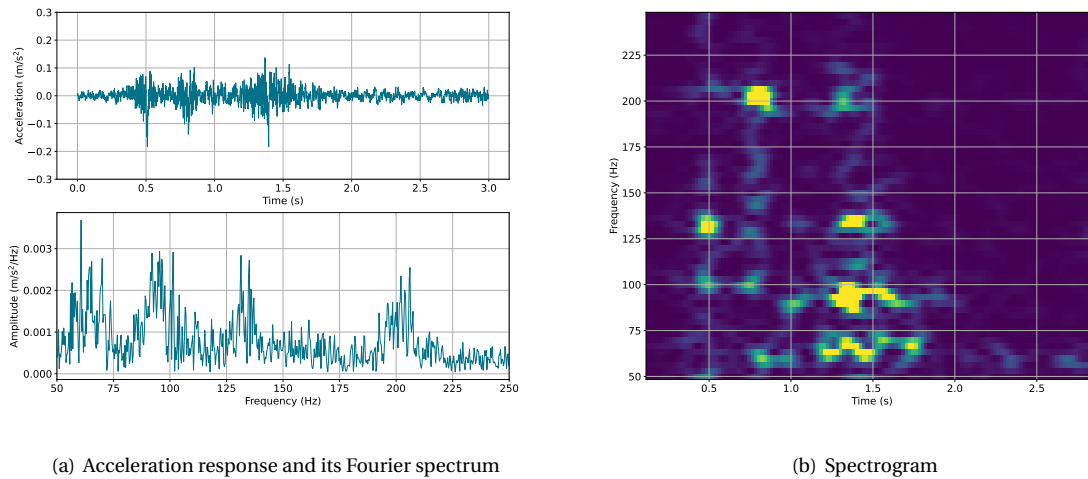 0.3
0.2
0.1
0.0
−0.1
−0.2
−0.3
Acceleration (m/s²)
0.0 0.5 1.0 1.5 2.0 2.5 3.0
Time (s)
0.003
0.002
0.001
0.000
Amplitude (m/s²/Hz)
50 75 100 125 150 175 200 225 250
Frequency (Hz)
(a) Acceleration response and its Fourier spectrum
225
200
175
150
125
100
75
50
Frequency (Hz)
0.5 1.0 1.5 2.0 2.5
Time (s)
(b) Spectrogram